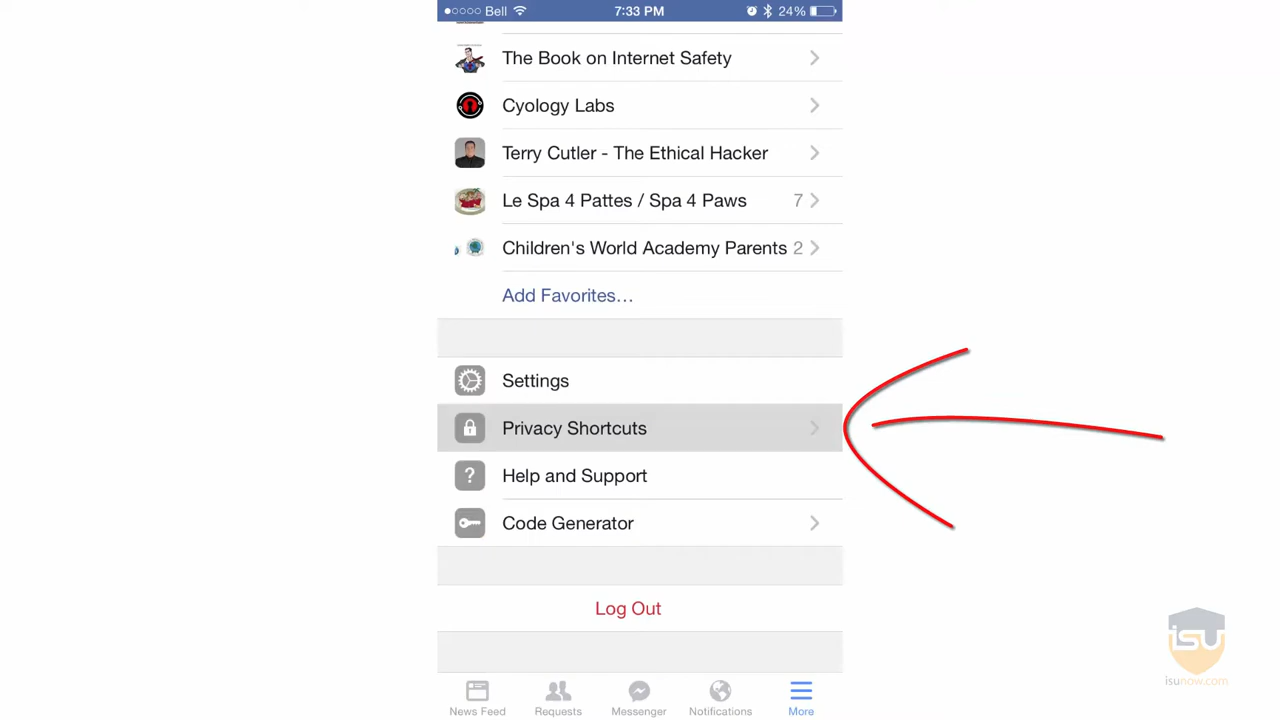 Bell 7:33 PM 24%
The Book on Internet Safety
Cyology Labs
Terry Cutler - The Ethical Hacker
Le Spa 4 Pattes / Spa 4 Paws 7
Children's World Academy Parents 2
Add Favorites...
Settings
Privacy Shortcuts
? Help and Support
Code Generator
Log Out
News Feed Requests Messenger Notifications More
isu
isunow.com